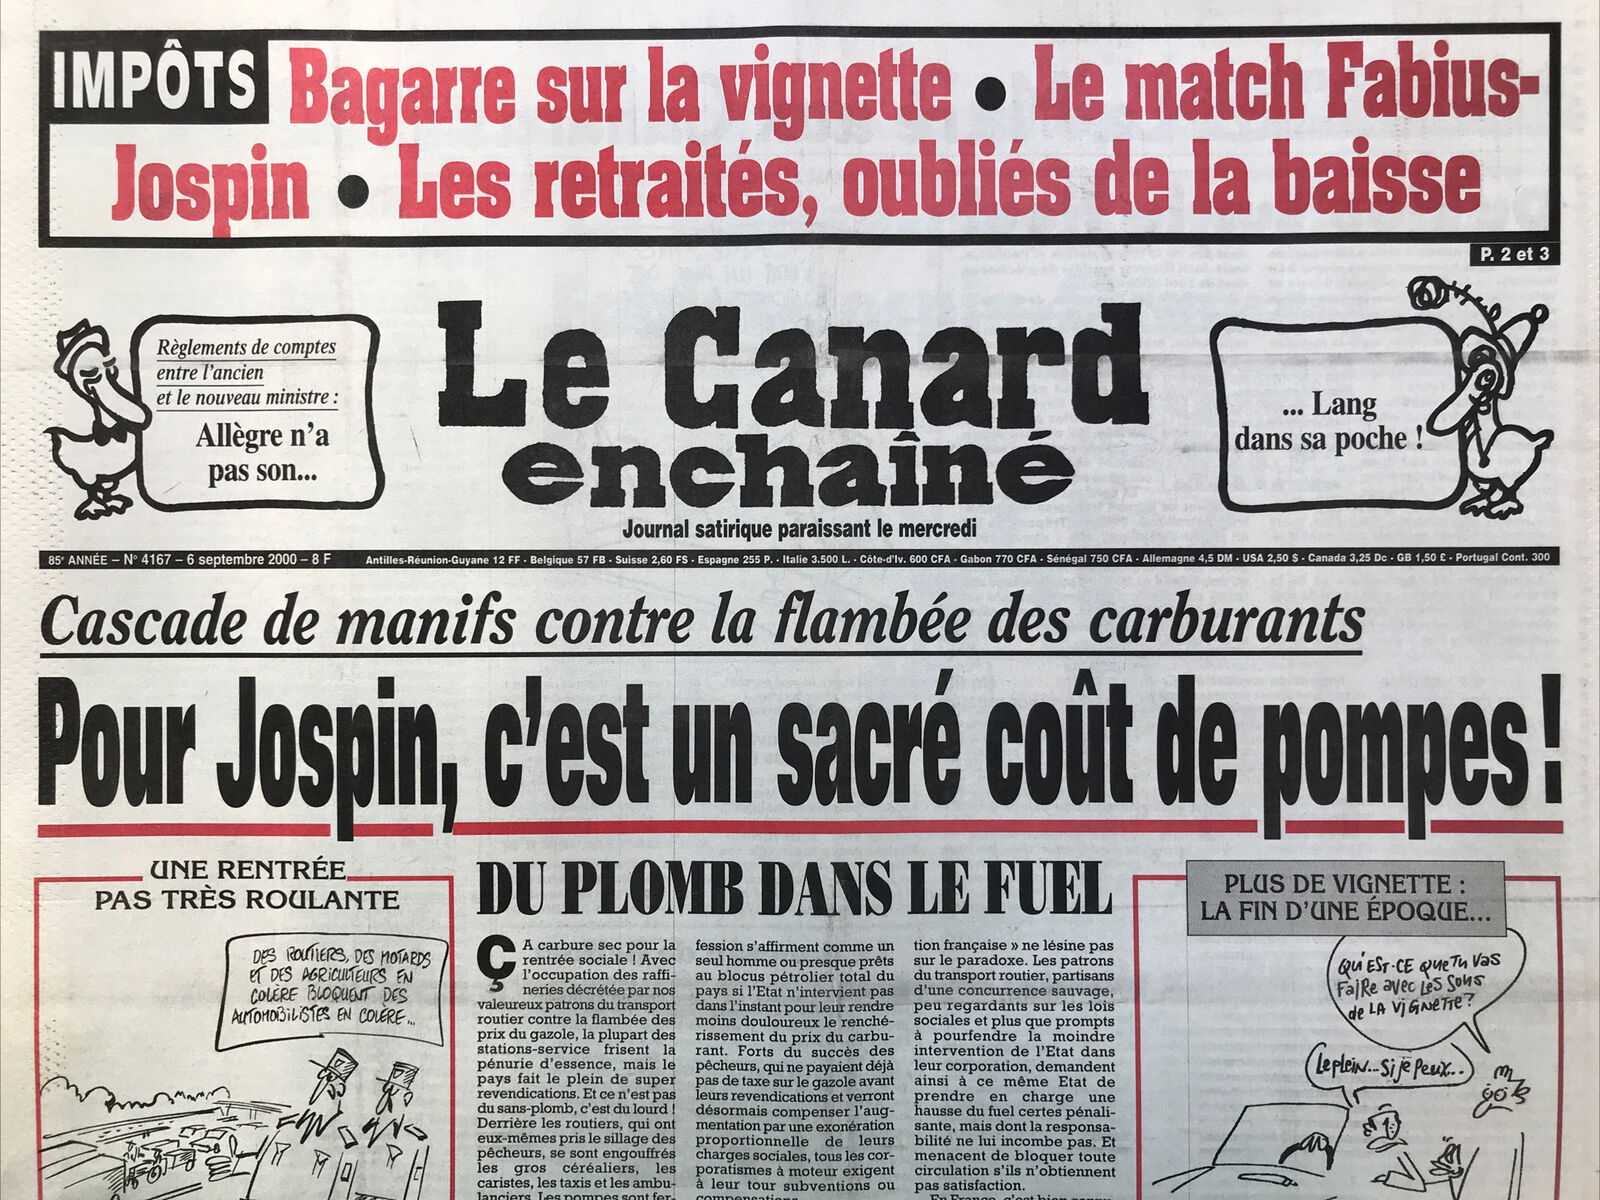 IMPÔTS Bagarre sur la vignette • Le match Fabius-
Jospin • Les retraités, oubliés de la baisse
P. 2 et 3
Règlements de comptes
entre l'ancien
et le nouveau ministre :
Allègre n'a
pas son...
Le Canard
enchaîné
Journal satirique paraissant le mercredi
... Lang
dans sa poche !
85e ANNÉE – N° 4167 – 6 septembre 2000 – 8 F
Antilles-Réunion-Guyane 12 FF - Belgique 57 FB - Suisse 2,60 FS - Espagne 255 P. - Italie 3.500 L. - Côte-d'Iv. 600 CFA - Gabon 770 CFA - Sénégal 750 CFA - Allemagne 4,5 DM - USA 2,50 $ - Canada 3,25 Dc - GB 1,50 £ - Portugal Cont. 300
Cascade de manifs contre la flambée des carburants
Pour Jospin, c'est un sacré coût de pompes !
UNE RENTRÉE
PAS TRÈS ROULANTE
DES ROUTIERS, DES MOTARDS
ET DES AGRICULTEURS EN
COLÈRE BLOQUENT DES
AUTOMOBILISTES EN COLÈRE...
DU PLOMB DANS LE FUEL
ÇA carbure sec pour la
rentrée sociale ! Avec
l'occupation des raffi-
neries décrétée par nos
valeureux patrons du transport
routier contre la flambée des
prix du gazole, la plupart des
stations-service frisent la
pénurie d'essence, mais le
pays fait le plein de super
revendications. Et ce n'est pas
du sans-plomb, c'est du lourd !
Derrière les routiers, qui ont
eux-mêmes pris le sillage des
pêcheurs, se sont engouffrés
les gros céréaliers, les
caristes, les taxis et les ambu-
lanciers. Les pompes sont fer-
fession s'affirment comme un
seul homme ou presque prêts
au blocus pétrolier total du
pays si l'Etat n'intervient pas
dans l'instant pour leur rendre
moins douloureux le renché-
rissement du prix du carbu-
rant. Forts du succès des
pêcheurs, qui ne payaient déjà
pas de taxe sur le gazole avant
leurs revendications et verront
désormais compenser l'aug-
mentation par une exonération
proportionnelle de leurs
charges sociales, tous les cor-
poratismes à moteur exigent
à leur tour subventions ou
compensations
tion française » ne lésine pas
sur le paradoxe. Les patrons
du transport routier, partisans
d'une concurrence sauvage,
peu regardants sur les lois
sociales et plus que prompts
à pourfendre la moindre
intervention de l'Etat dans
leur corporation, demandent
ainsi à ce même Etat de
prendre en charge une
hausse du fuel certes pénali-
sante, mais dont la responsa-
bilité ne lui incombe pas. Et
menacent de bloquer toute
circulation s'ils n'obtiennent
pas satisfaction.
En France, c'est bien
PLUS DE VIGNETTE :
LA FIN D'UNE ÉPOQUE...
QU'EST-CE QUE TU VAS
FAIRE AVEC LES SOUS
de LA VIGNETTE?
Le plein... si je peux...